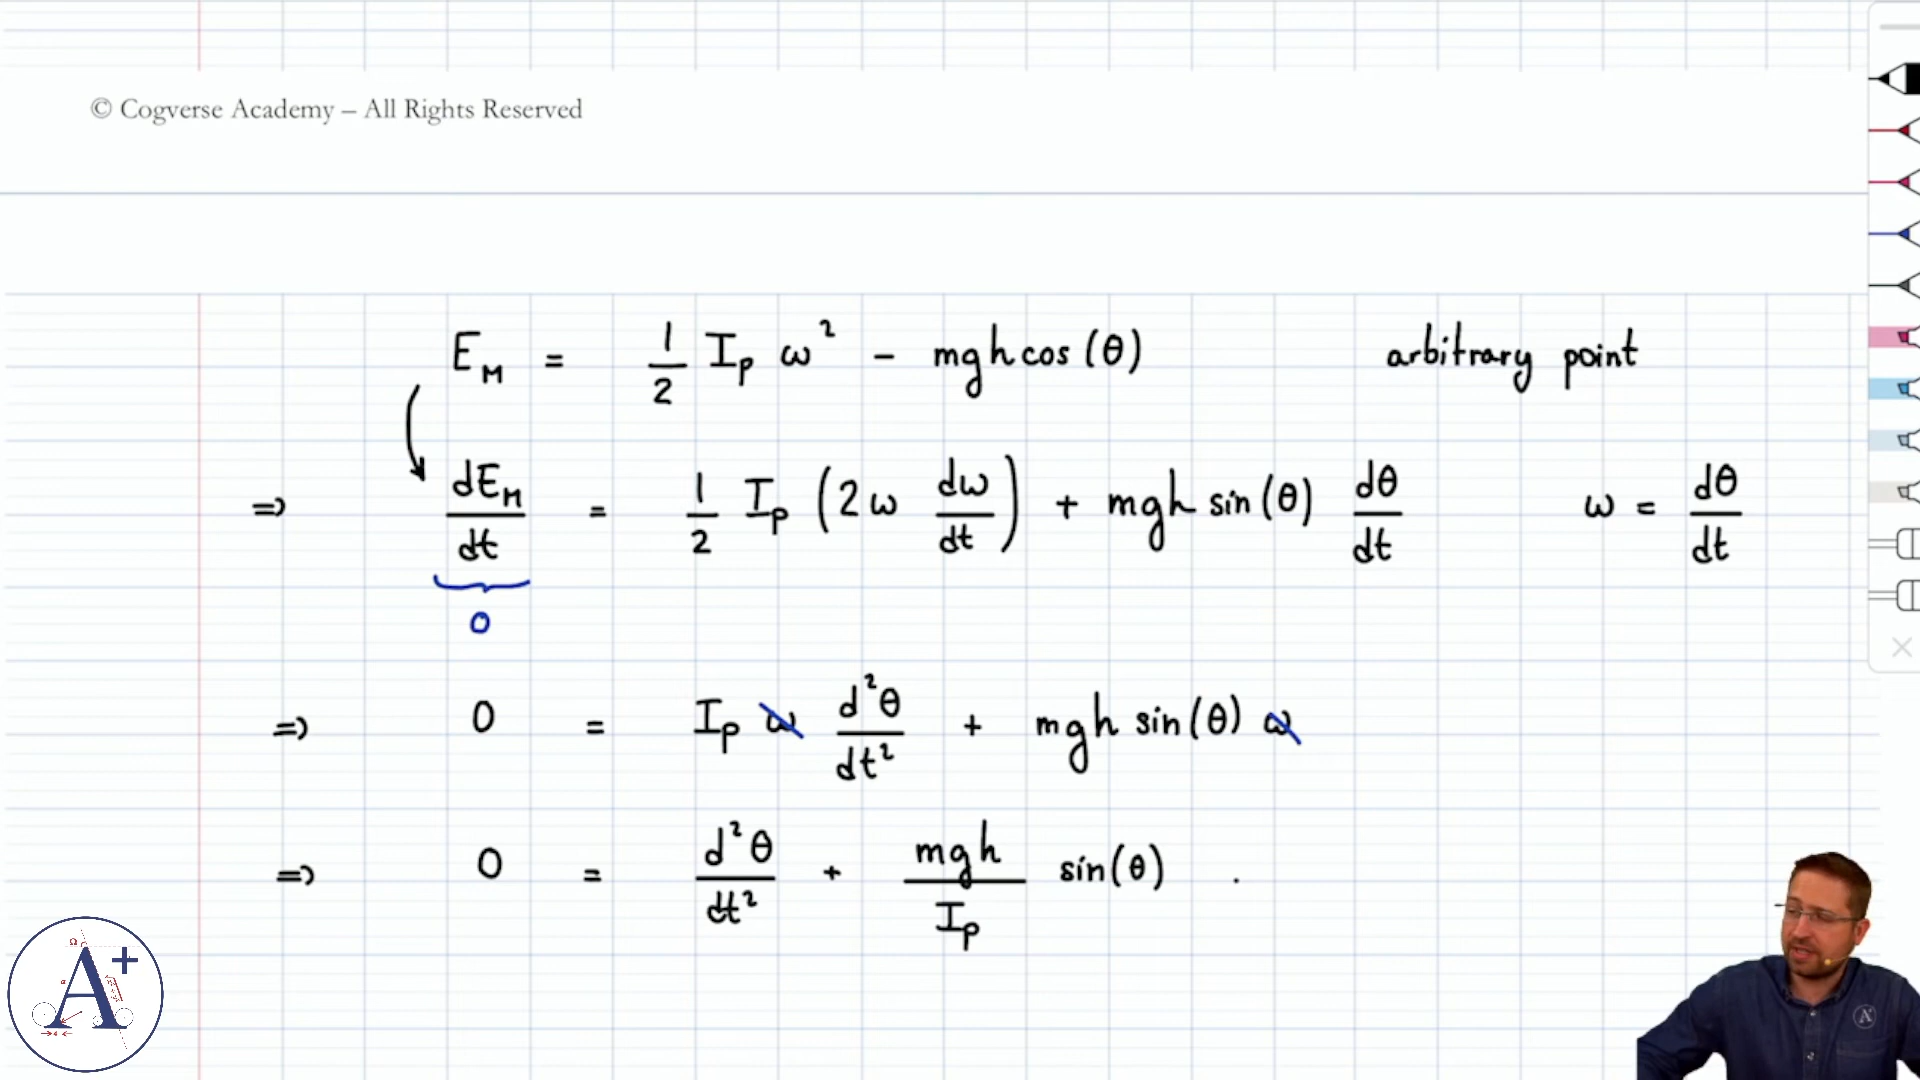 © Cogverse Academy – All Rights Reserved
E_M = 1/2 I_p ω² - mgh cos(θ) arbitrary point
=> dE_M/dt = 1/2 I_p (2ω dω/dt) + mgh sin(θ) dθ/dt ω = dθ/dt
0
=> 0 = I_p ω d²θ/dt² + mgh sin(θ) ω
=> 0 = d²θ/dt² + mgh/I_p sin(θ) .
A+